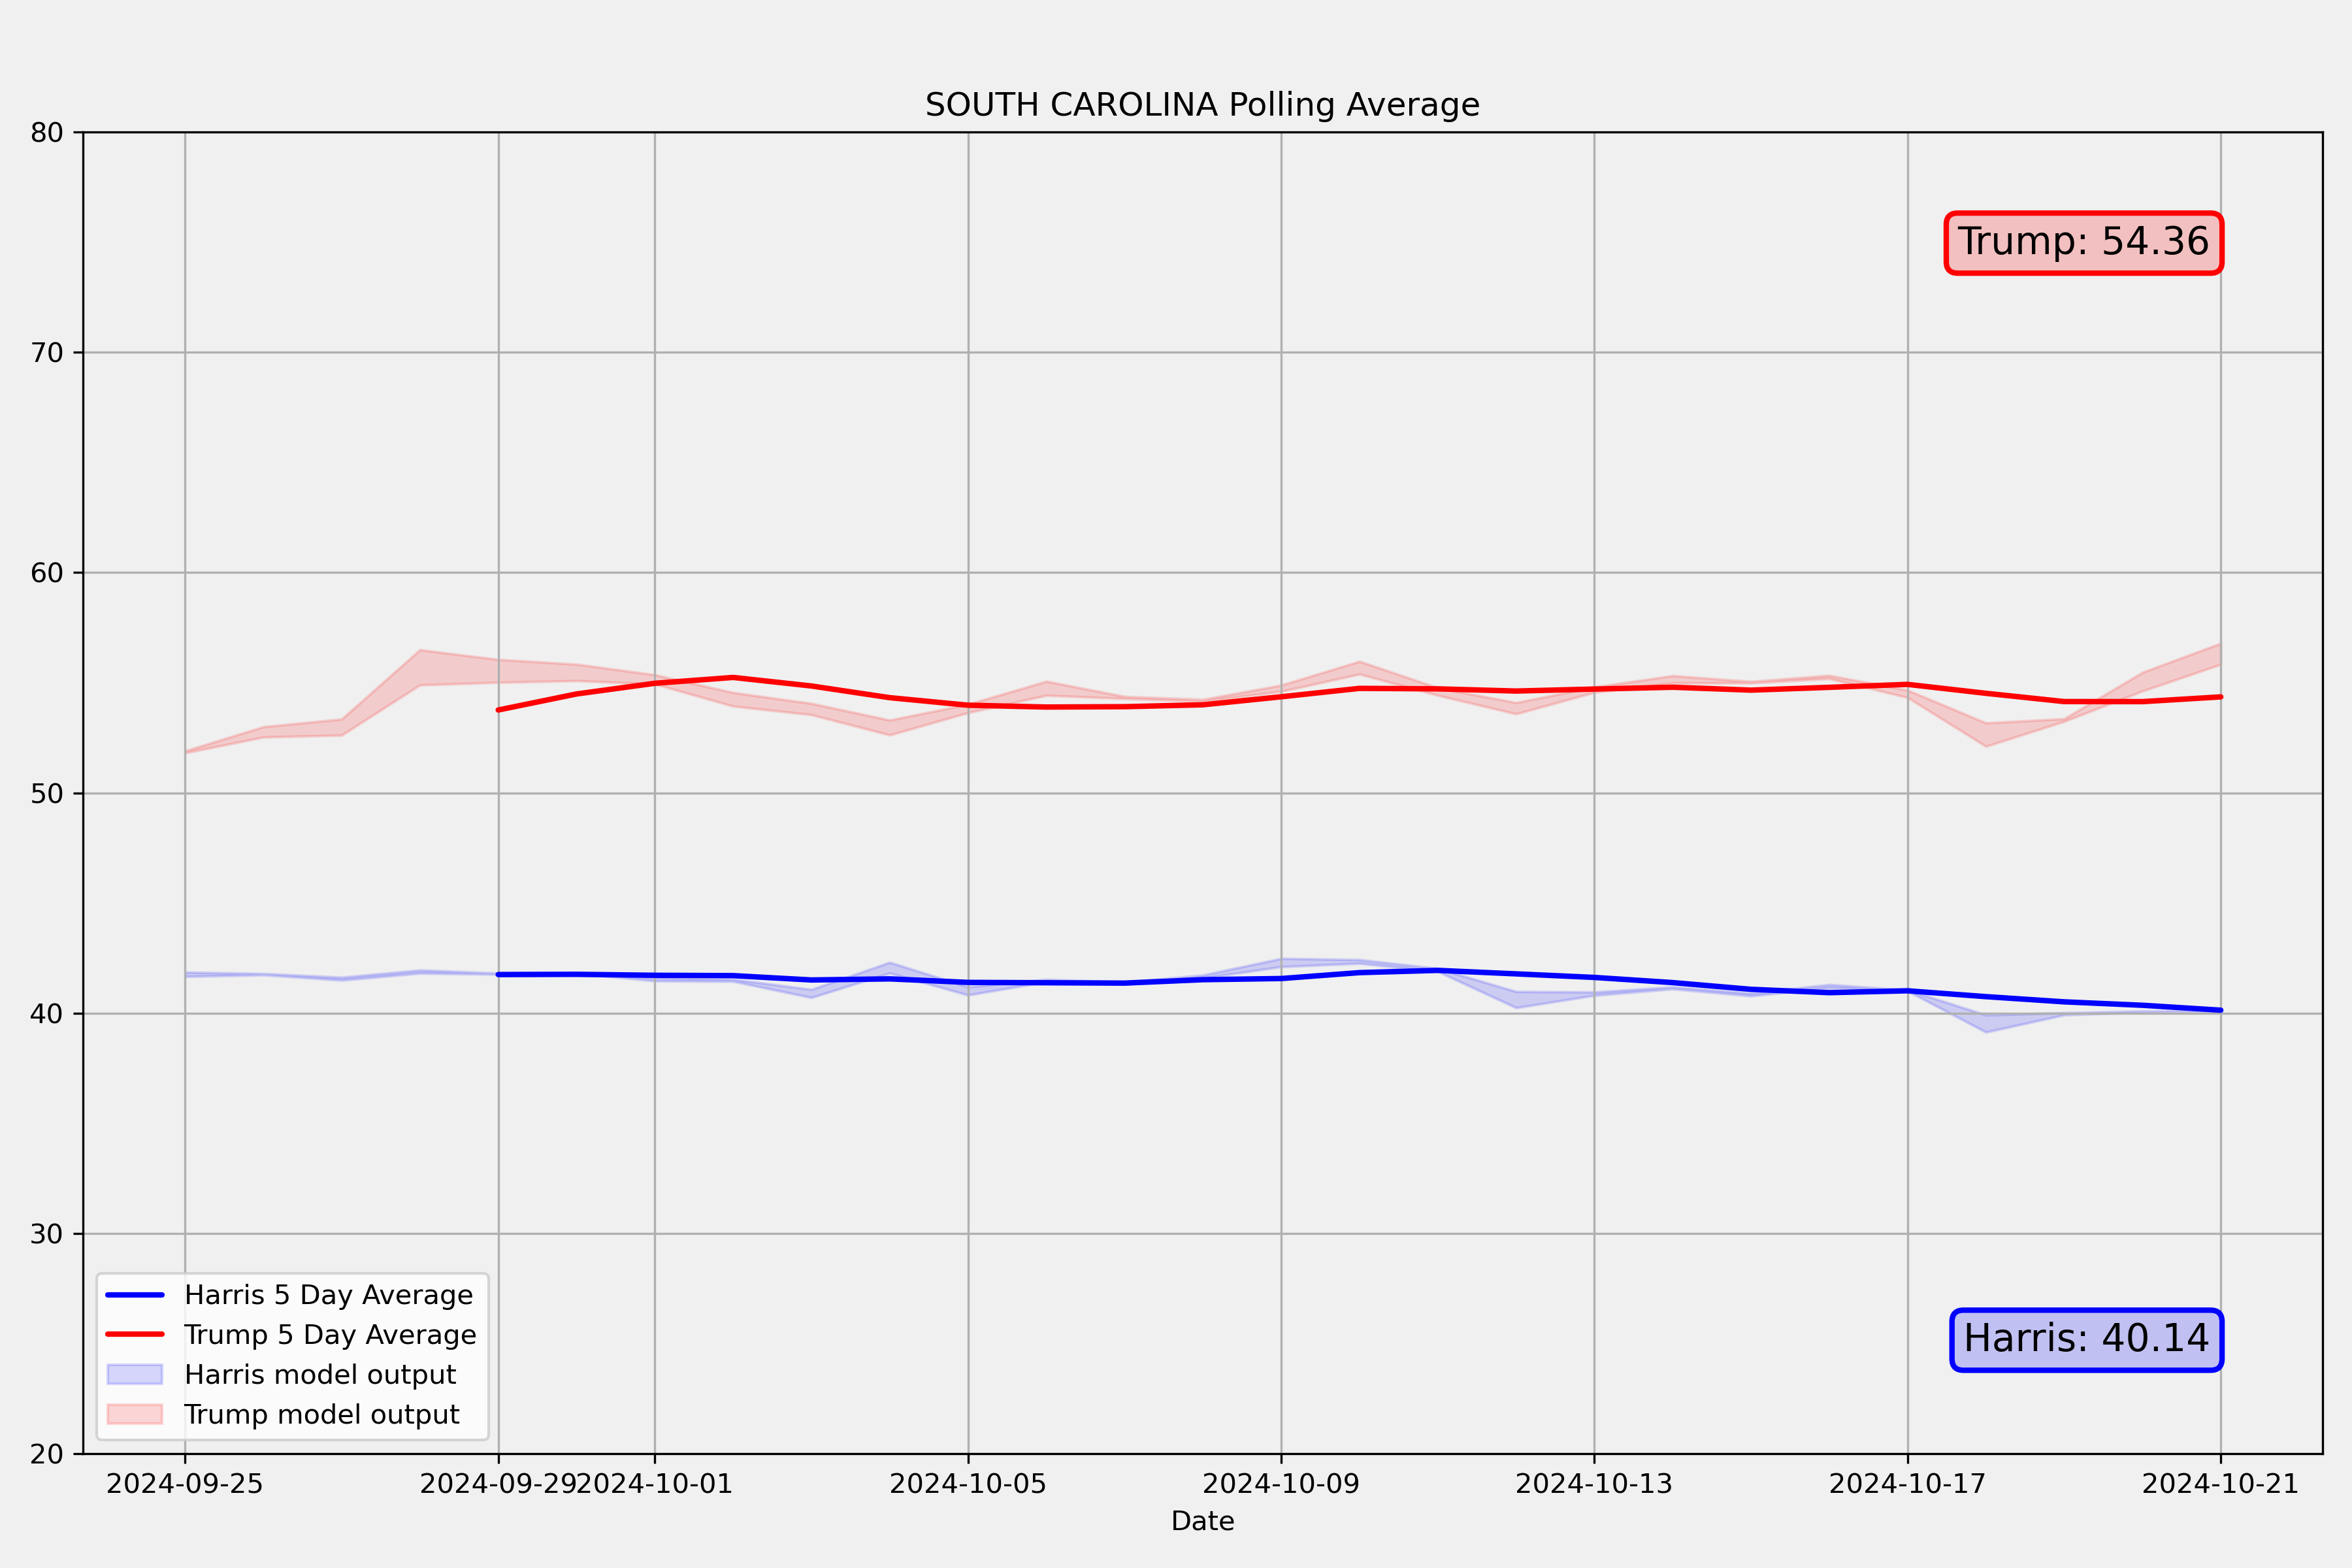 SOUTH CAROLINA Polling Average
80
70
60
50
40
30
20
Trump: 54.36
Harris: 40.14
Harris 5 Day Average
Trump 5 Day Average
Harris model output
Trump model output
2024-09-25
2024-09-29
2024-10-01
2024-10-05
2024-10-09
2024-10-13
2024-10-17
2024-10-21
Date